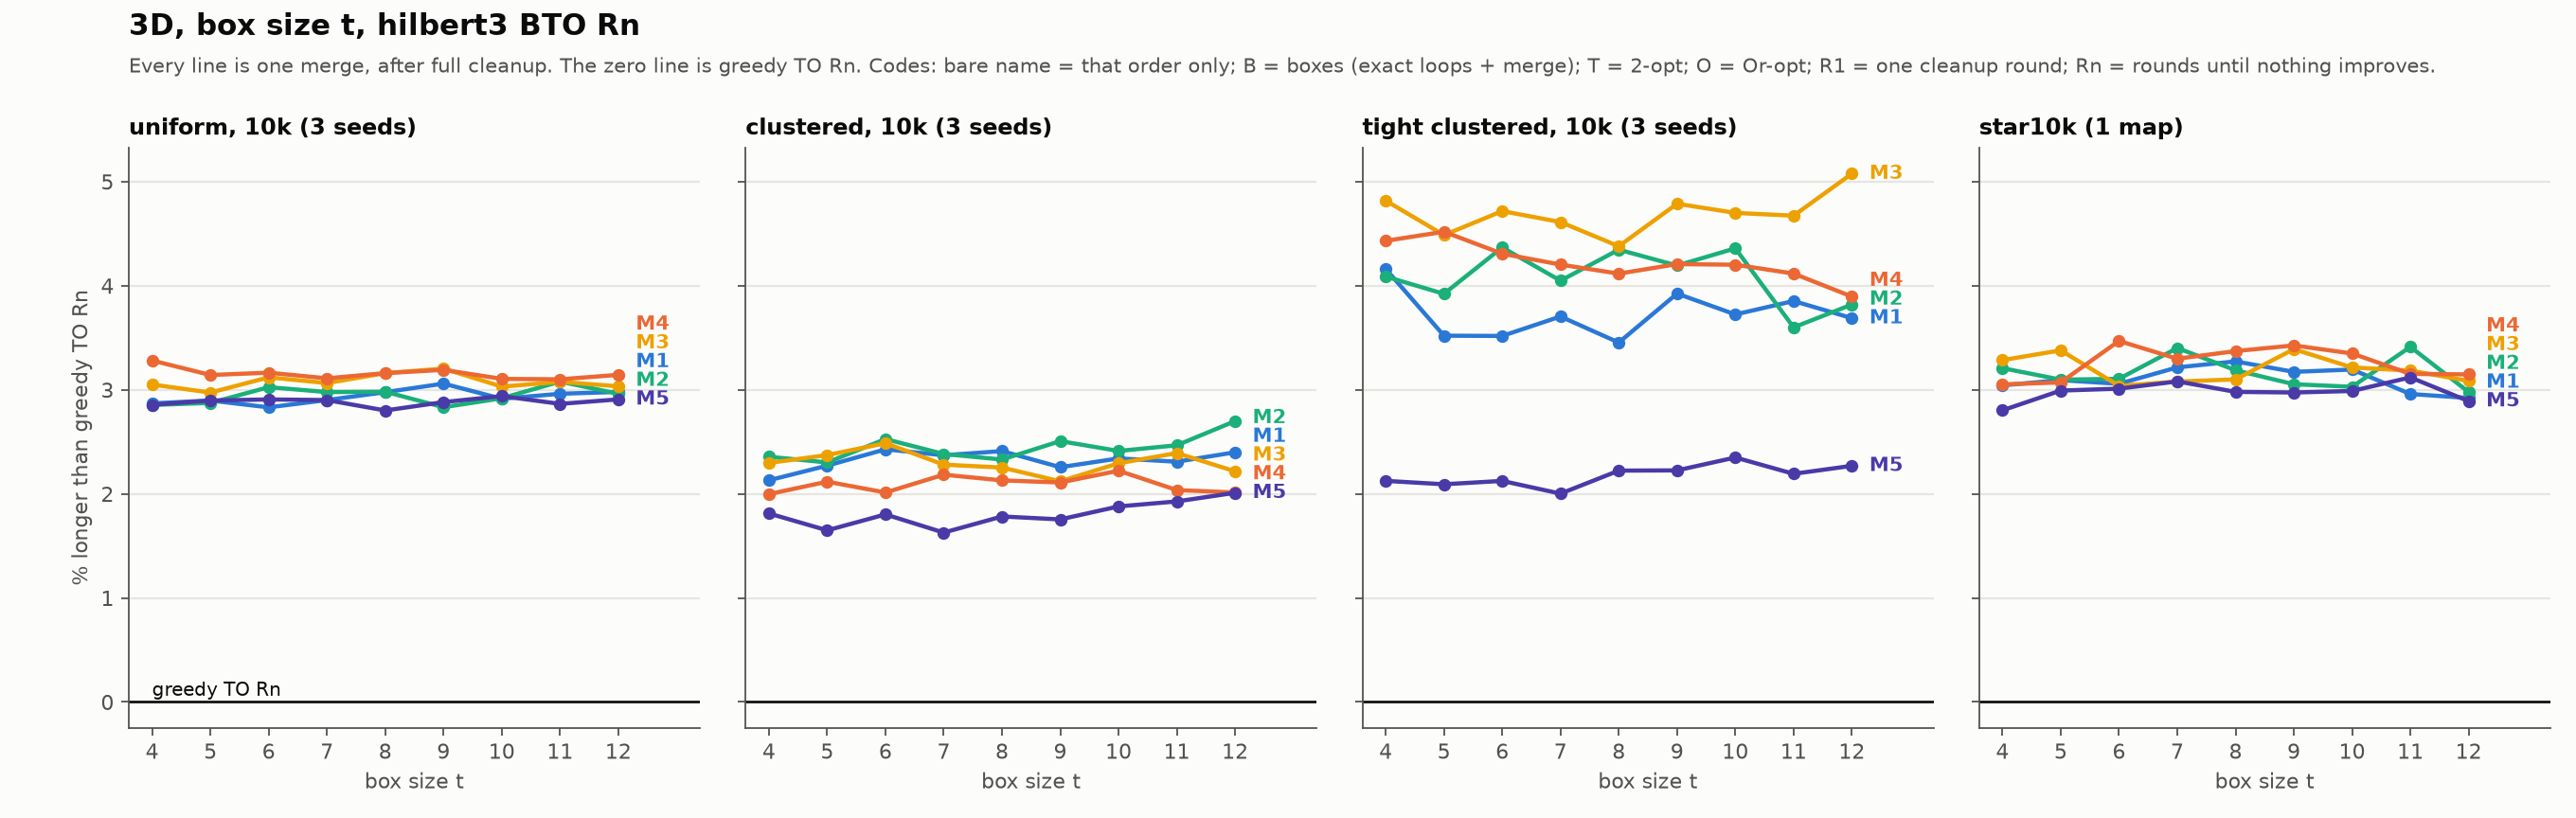 3D, box size t, hilbert3 BTO Rn
Every line is one merge, after full cleanup. The zero line is greedy TO Rn. Codes: bare name = that order only; B = boxes (exact loops + merge); T = 2-opt; O = Or-opt; R1 = one cleanup round; Rn = rounds until nothing improves.
uniform, 10k (3 seeds)
% longer than greedy TO Rn
5
4
3
2
1
0
M4
M3
M1
M2
M5
greedy TO Rn
4 5 6 7 8 9 10 11 12
box size t
clustered, 10k (3 seeds)
M2
M1
M3
M4
M5
4 5 6 7 8 9 10 11 12
box size t
tight clustered, 10k (3 seeds)
M3
M4
M2
M1
M5
4 5 6 7 8 9 10 11 12
box size t
star10k (1 map)
M4
M3
M2
M1
M5
4 5 6 7 8 9 10 11 12
box size t